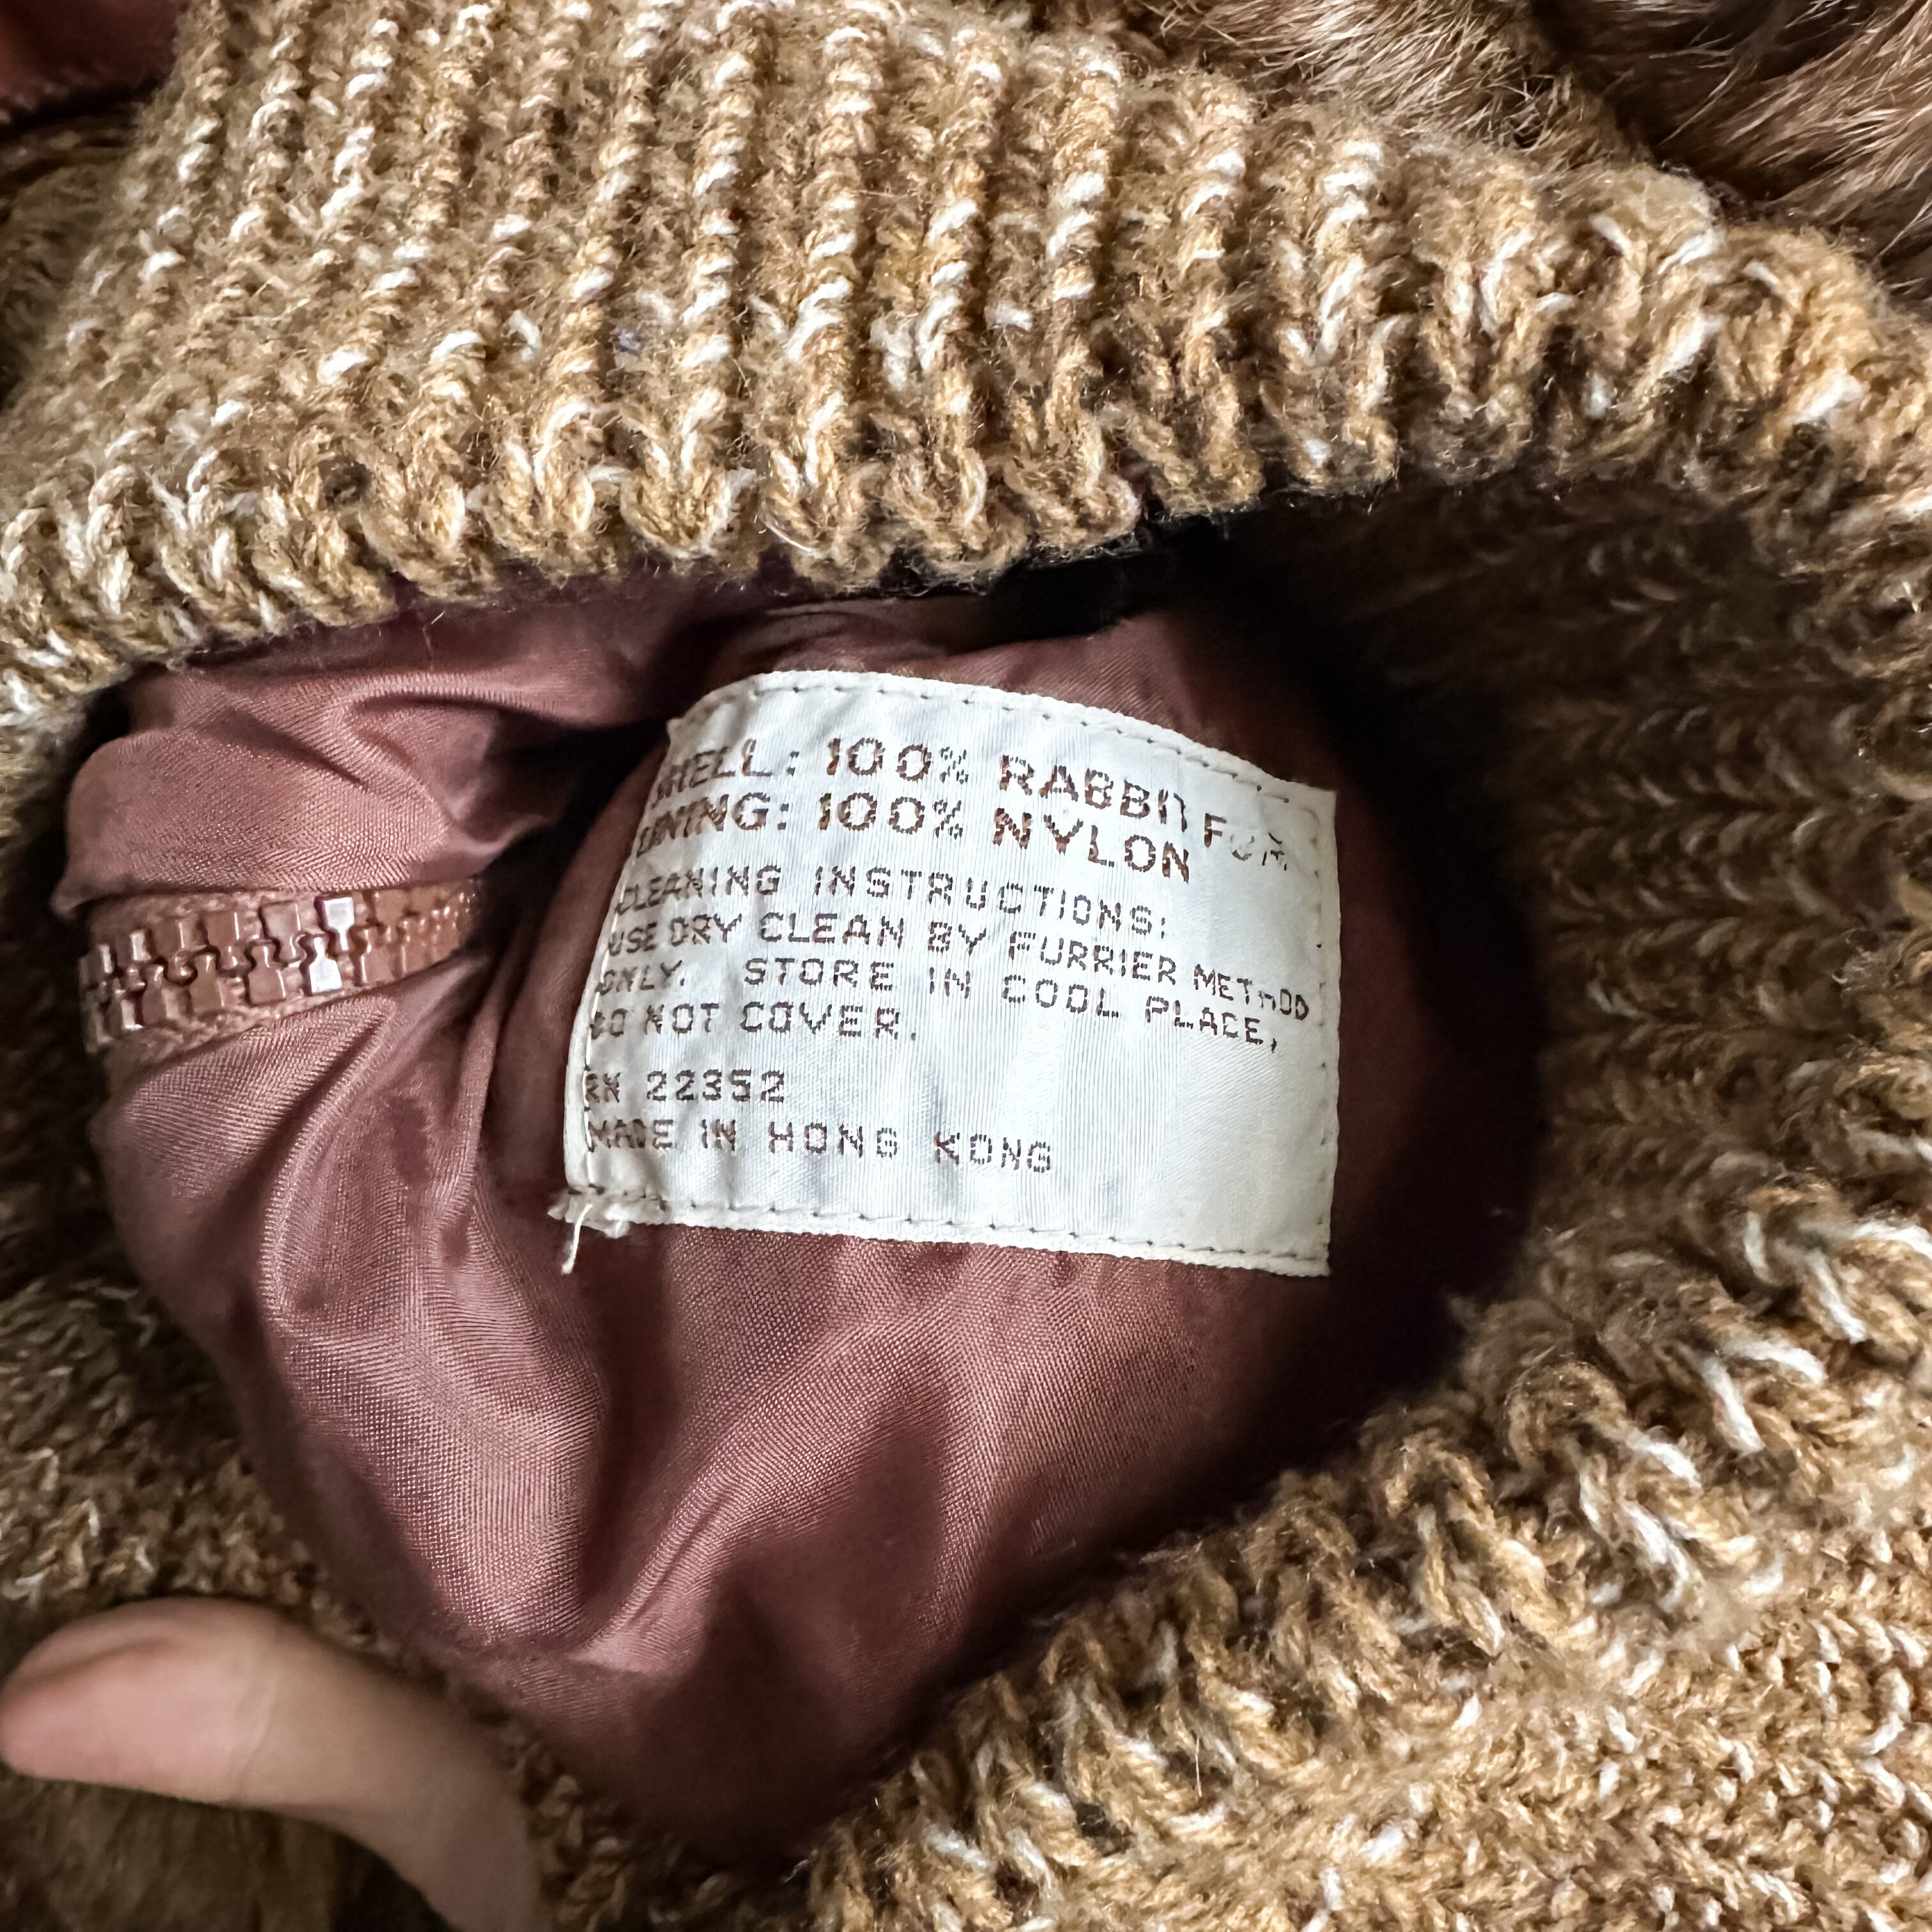 SHELL: 100% RABBIT FUR
LINING: 100% NYLON
CLEANING INSTRUCTIONS:
USE DRY CLEAN BY FURRIER METHOD
ONLY. STORE IN COOL PLACE,
DO NOT COVER.
RN 22352
MADE IN HONG KONG